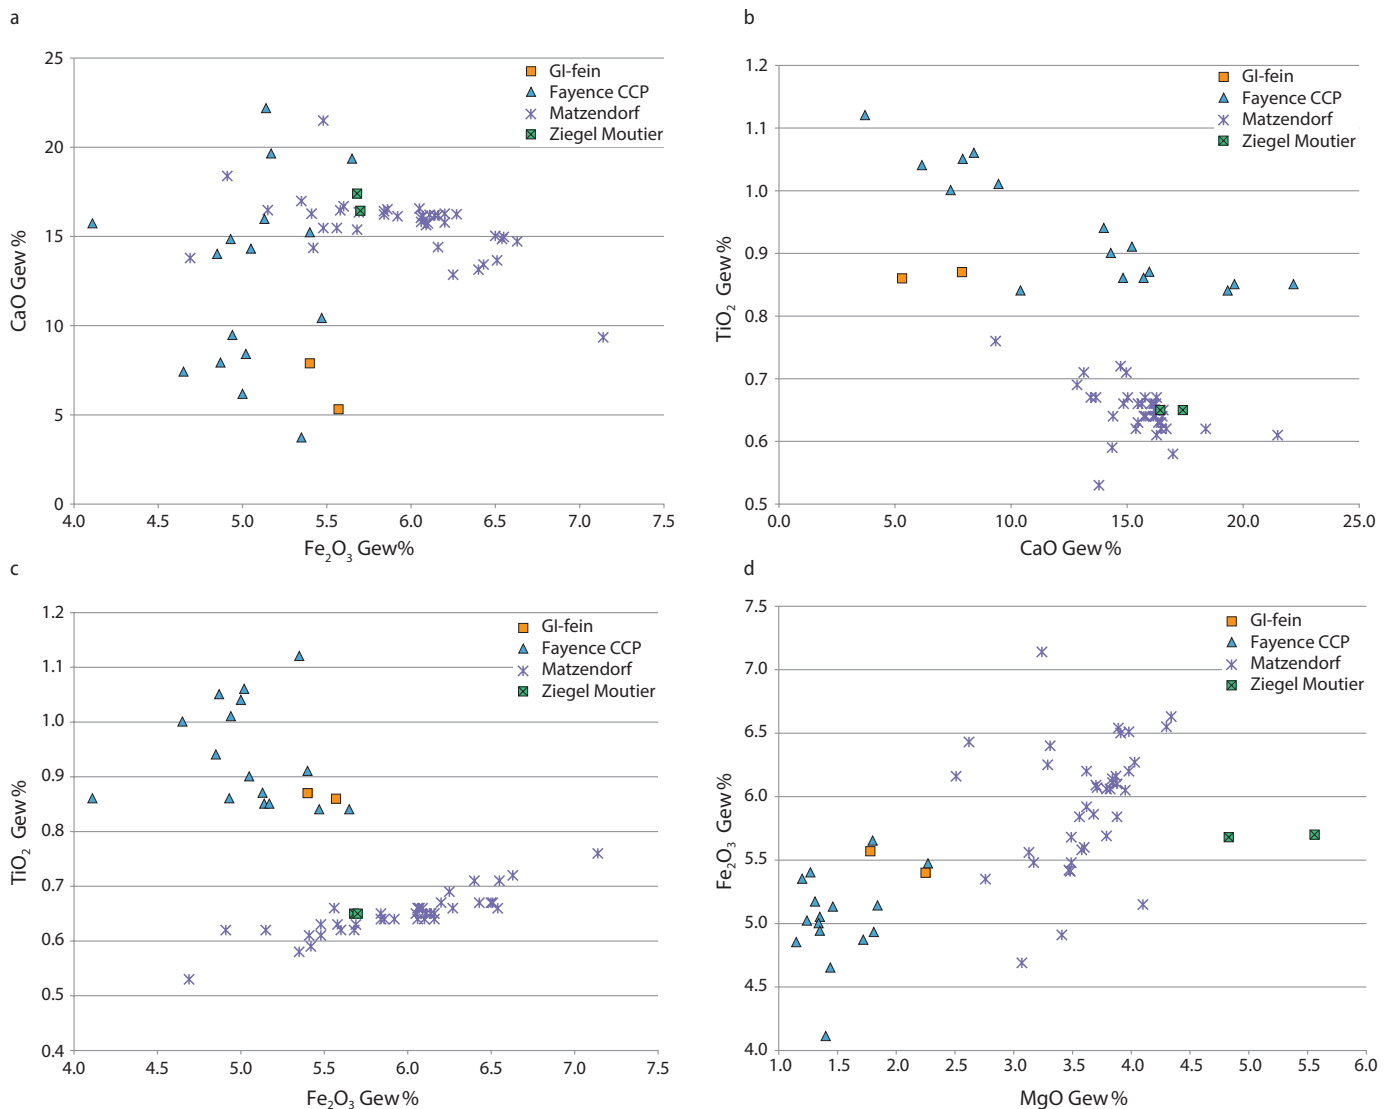 a
25
20
15
10
5
0
4.0 4.5 5.0 5.5 6.0 6.5 7.0 7.5
CaO Gew%
Fe₂O₃ Gew%
GI-fein
Fayence CCP
Matzendorf
Ziegel Moutier
b
1.2
1.1
1.0
0.9
0.8
0.7
0.6
0.5
0.0 5.0 10.0 15.0 20.0 25.0
TiO₂ Gew%
CaO Gew%
GI-fein
Fayence CCP
Matzendorf
Ziegel Moutier
c
1.2
1.1
1.0
0.9
0.8
0.7
0.6
0.5
0.4
4.0 4.5 5.0 5.5 6.0 6.5 7.0 7.5
TiO₂ Gew%
Fe₂O₃ Gew%
GI-fein
Fayence CCP
Matzendorf
Ziegel Moutier
d
7.5
7.0
6.5
6.0
5.5
5.0
4.5
4.0
1.0 1.5 2.0 2.5 3.0 3.5 4.0 4.5 5.0 5.5 6.0
Fe₂O₃ Gew%
MgO Gew%
GI-fein
Fayence CCP
Matzendorf
Ziegel Moutier